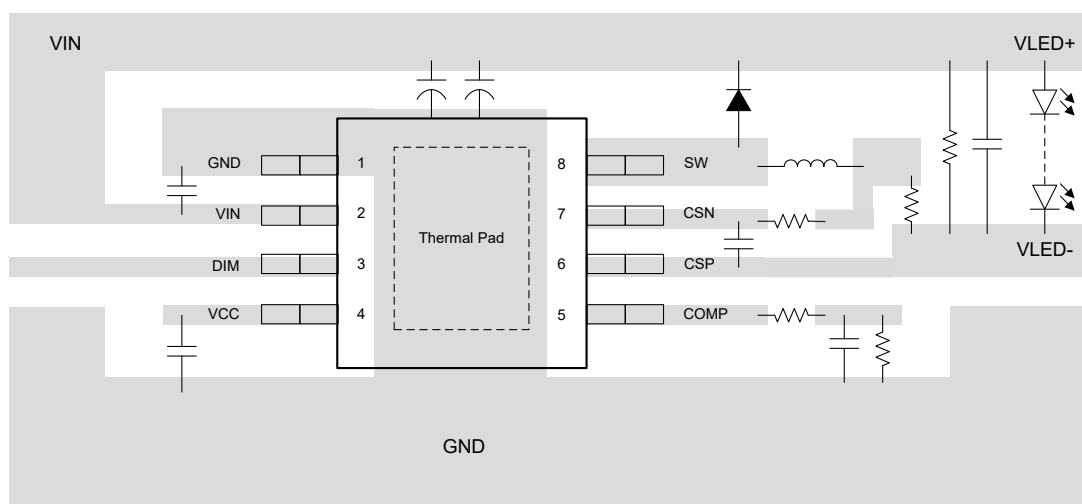 VIN
VLED+
GND
1
8
SW
VIN
2
7
CSN
Thermal Pad
VLED-
DIM
3
6
CSP
VCC
4
5
COMP
GND